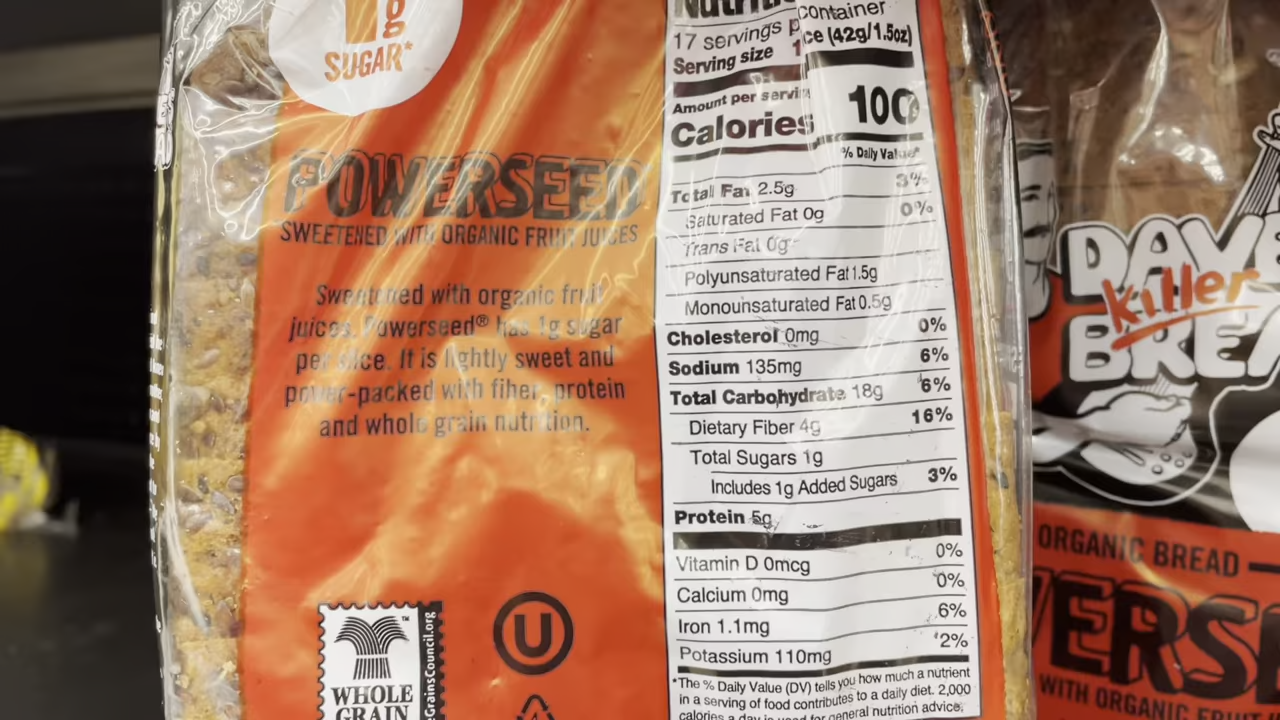 1g
SUGAR*
POWERSEED
SWEETENED WITH ORGANIC FRUIT JUICES
Sweetened with organic fruit
juices, Powerseed® has 1g sugar
per slice. It is lightly sweet and
power-packed with fiber, protein
and whole grain nutrition.
WHOLE
GRAIN
GrainsCouncil.org
U
17 servings container
Serving size (42g/1.5oz)
Amount per
Calories 100
% Daily Value*
Total Fat 2.5g 3%
Saturated Fat 0g 0%
Trans Fat 0g
Polyunsaturated Fat 1.5g
Monounsaturated Fat 0.5g
Cholesterol 0mg 0%
Sodium 135mg 6%
Total Carbohydrate 18g 6%
Dietary Fiber 4g 16%
Total Sugars 1g
Includes 1g Added Sugars 3%
Protein 5g
Vitamin D 0mcg 0%
Calcium 0mg 0%
Iron 1.1mg 6%
Potassium 110mg 2%
*The % Daily Value (DV) tells you how much a nutrient
in a serving of food contributes to a daily diet. 2,000
calories a day is used for general nutrition advice.
Killer
ORGANIC BREAD
WITH ORGANIC